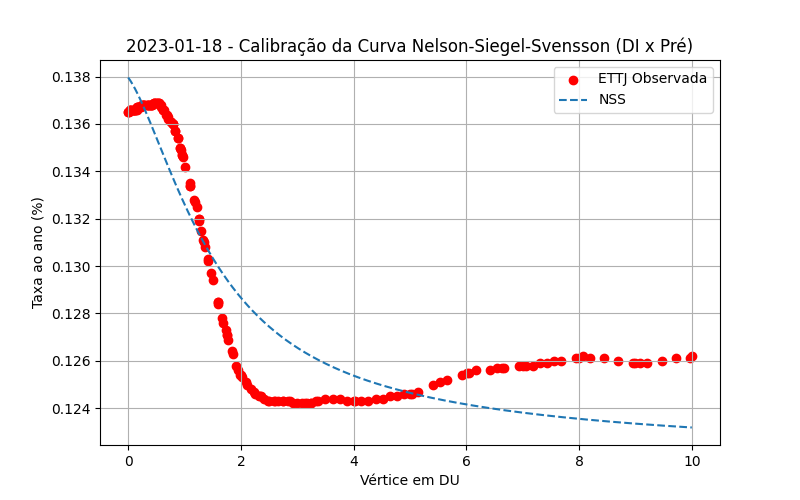 2023-01-18 - Calibração da Curva Nelson-Siegel-Svensson (DI x Pré)
ETTJ Observada
NSS
Taxa ao ano (%)
0.138
0.136
0.134
0.132
0.130
0.128
0.126
0.124
0 2 4 6 8 10
Vértice em DU